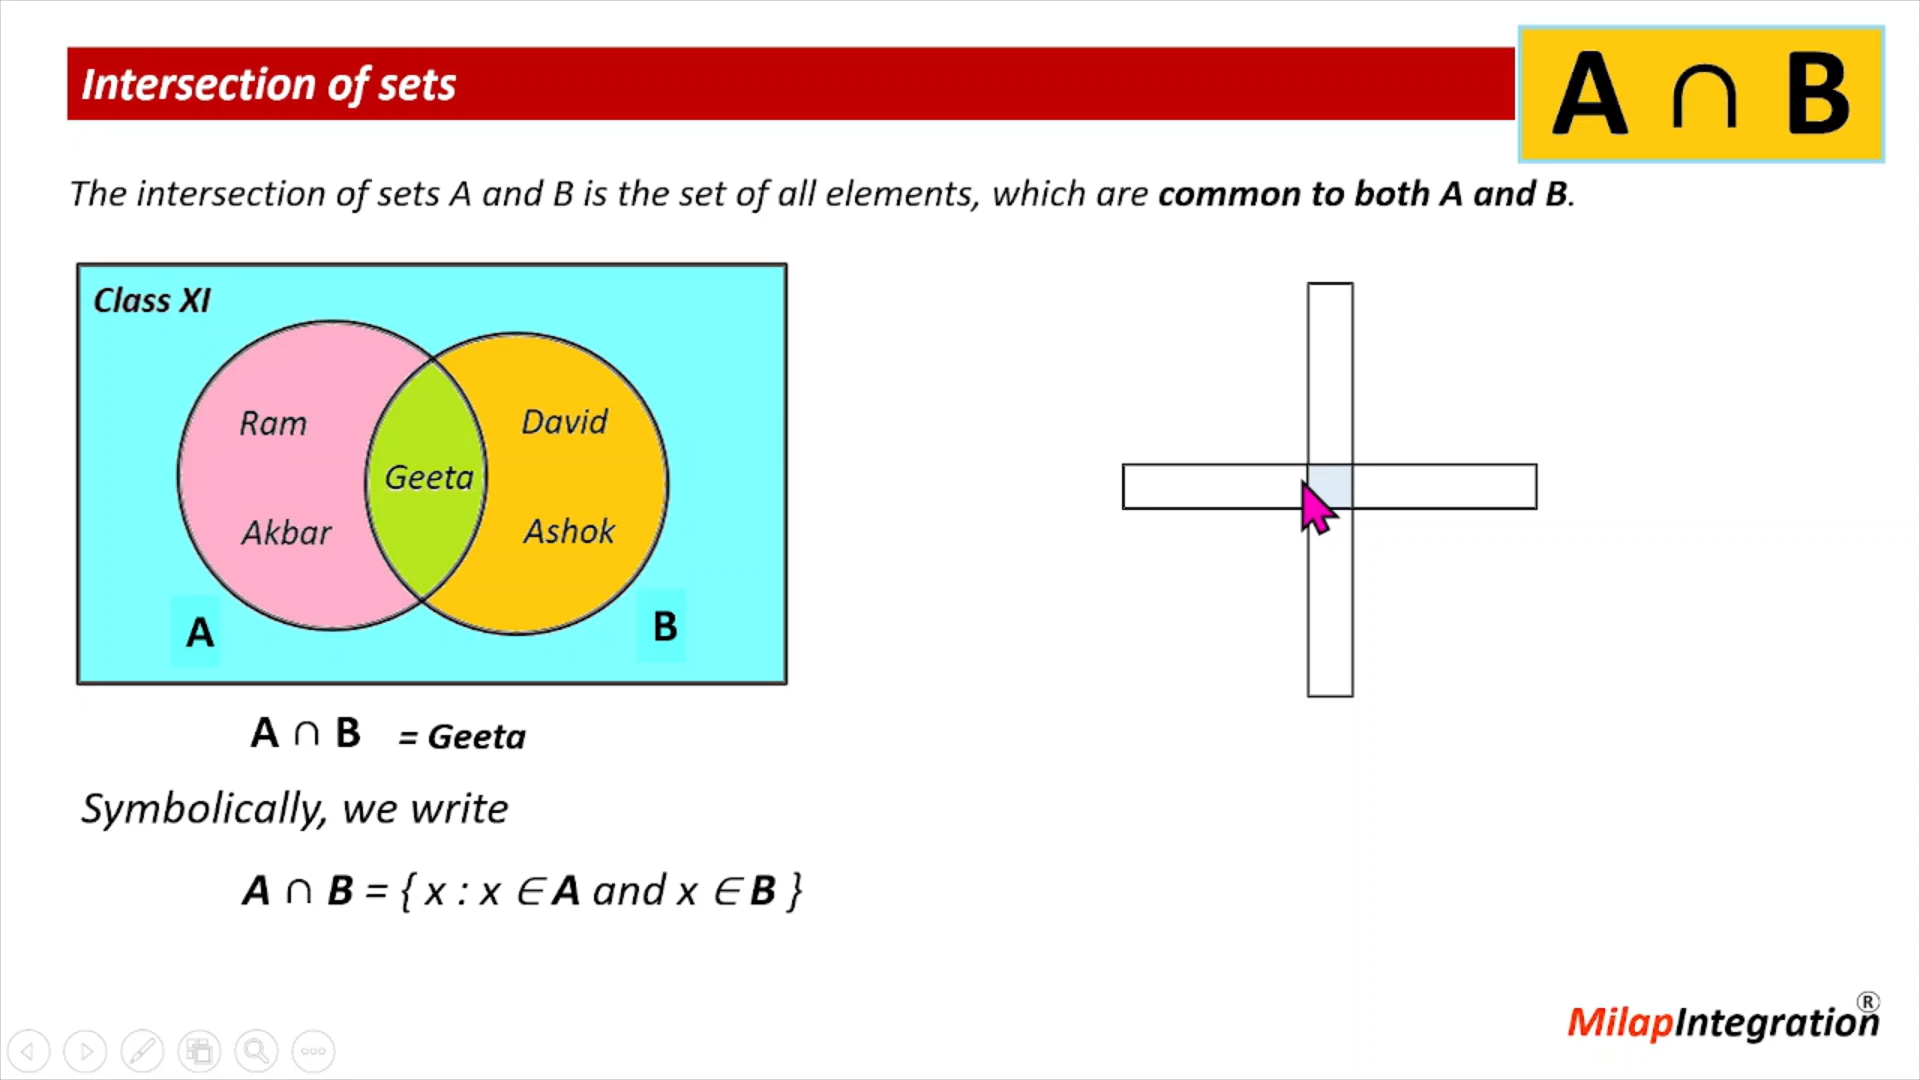 Intersection of sets
A ∩ B
The intersection of sets A and B is the set of all elements, which are common to both A and B.
Class XI
Ram
David
Geeta
Akbar
Ashok
A
B
A ∩ B = Geeta
Symbolically, we write
A ∩ B = { x : x ∈ A and x ∈ B }
MilapIntegration®